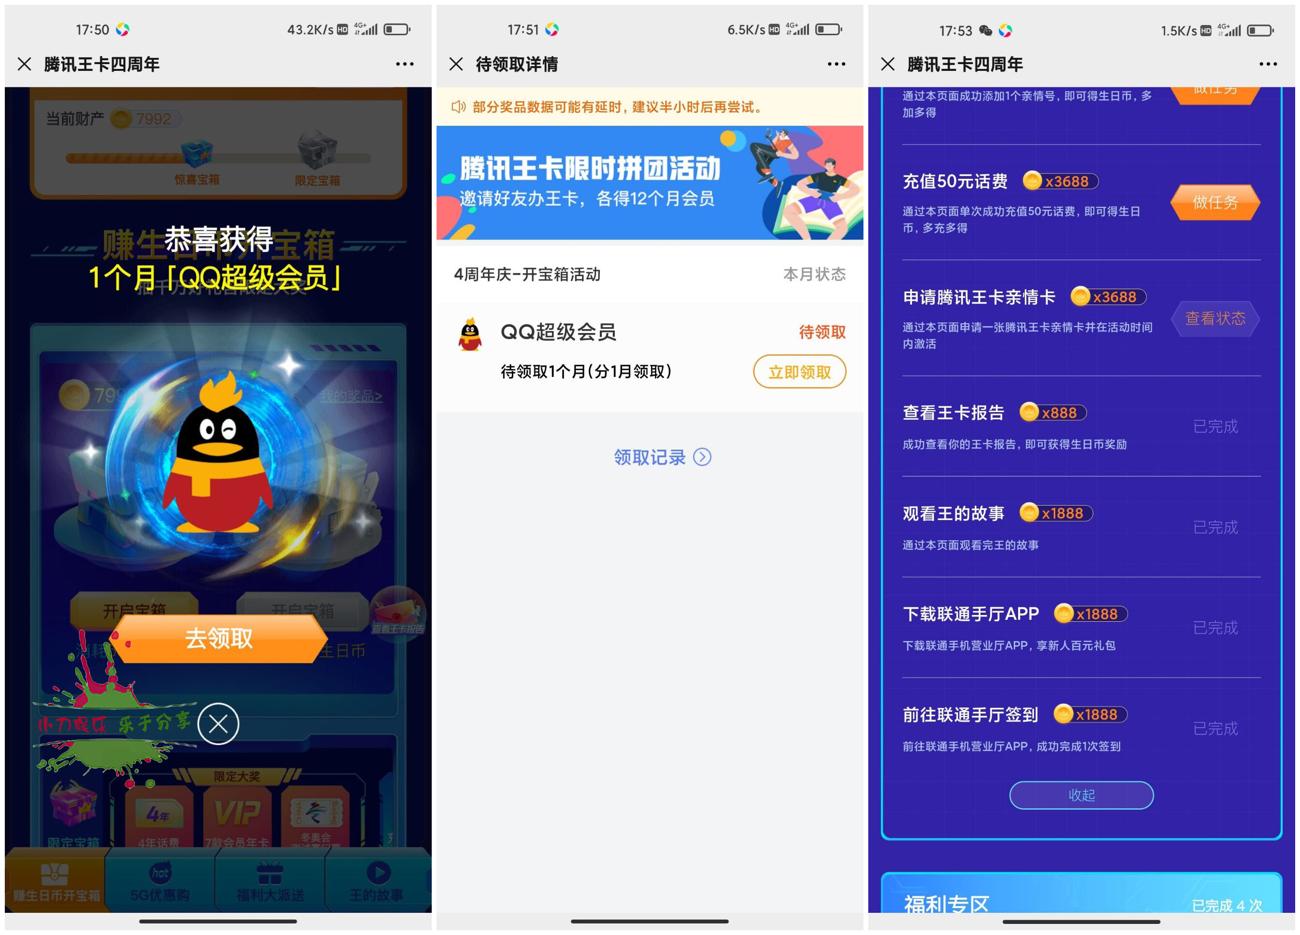 17:50
43.2K/s HD 4G+
腾讯王卡四周年
当前财产 7992
惊喜宝箱
限定宝箱
恭喜获得
1个月「QQ超级会员」
我的奖品>
开启宝箱
开启宝箱
查看王卡报告
去领取
生日币
小刀娱乐 乐于分享
限定大奖
限定宝箱
4年
4年话费
VIP
7款会员年卡
冬奥会
赚生日币开宝箱
hot
5G优惠购
福利大派送
王的故事
17:51
6.5K/s HD 4G+
待领取详情
部分奖品数据可能有延时，建议半小时后再尝试。
腾讯王卡限时拼团活动
邀请好友办王卡，各得12个月会员
4周年庆-开宝箱活动
本月状态
QQ超级会员
待领取
待领取1个月(分1月领取)
立即领取
领取记录
17:53
1.5K/s HD 4G+
腾讯王卡四周年
通过本页面成功添加1个亲情号，即可得生日币，多
加多得
做任务
充值50元话费 x3688
做任务
通过本页面单次成功充值50元话费，即可得生日
币，多充多得
申请腾讯王卡亲情卡 x3688
查看状态
通过本页面申请一张腾讯王卡亲情卡并在活动时间
内激活
查看王卡报告 x888
已完成
成功查看你的王卡报告，即可获得生日币奖励
观看王的故事 x1888
已完成
通过本页面观看完王的故事
下载联通手厅APP x1888
已完成
下载联通手机营业厅APP，享新人百元礼包
前往联通手厅签到 x1888
已完成
前往联通手机营业厅APP，成功完成1次签到
收起
福利专区
已完成 4 次